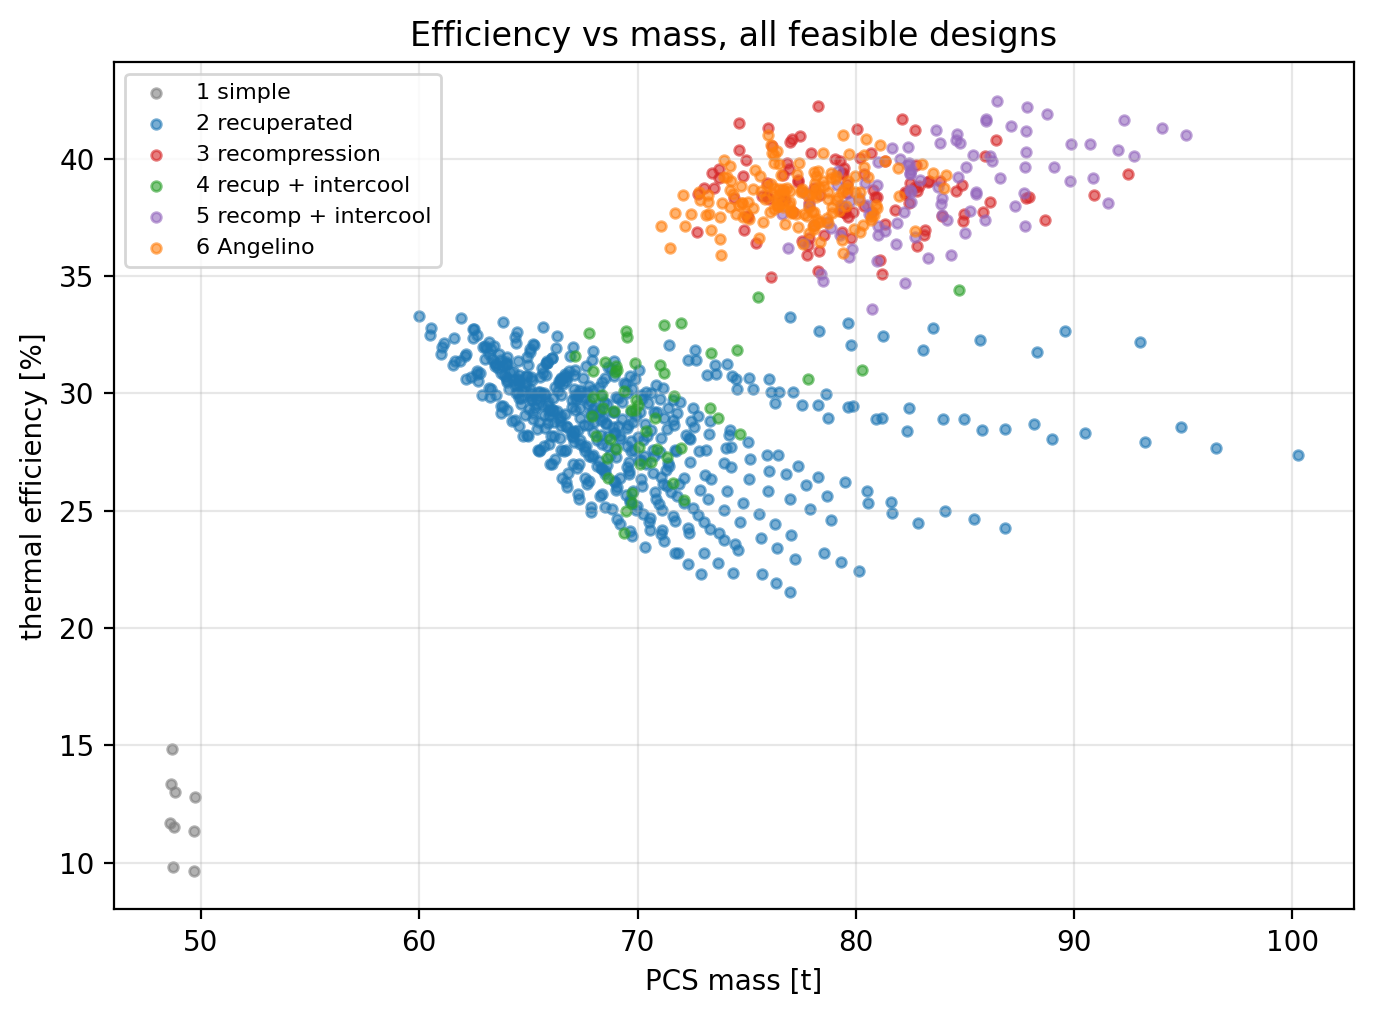 Efficiency vs mass, all feasible designs
1 simple
2 recuperated
3 recompression
4 recup + intercool
5 recomp + intercool
6 Angelino
thermal efficiency [%]
40
35
30
25
20
15
10
50 60 70 80 90 100
PCS mass [t]